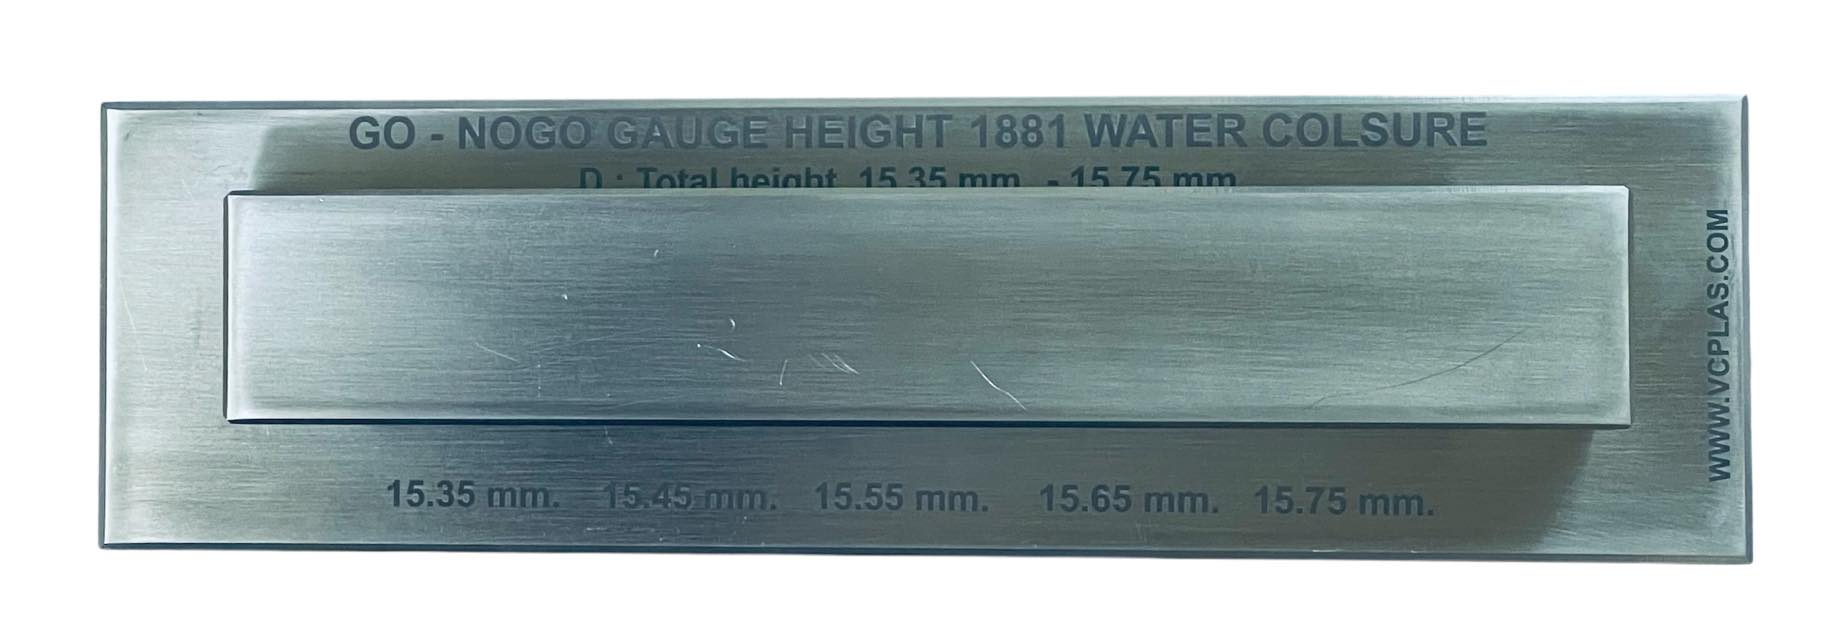 GO - NOGO GAUGE HEIGHT 1881 WATER COLSURE
D : Total height 15.35 mm. - 15.75 mm.
WWW.VCPLAS.COM
15.35 mm. 15.45 mm. 15.55 mm. 15.65 mm. 15.75 mm.